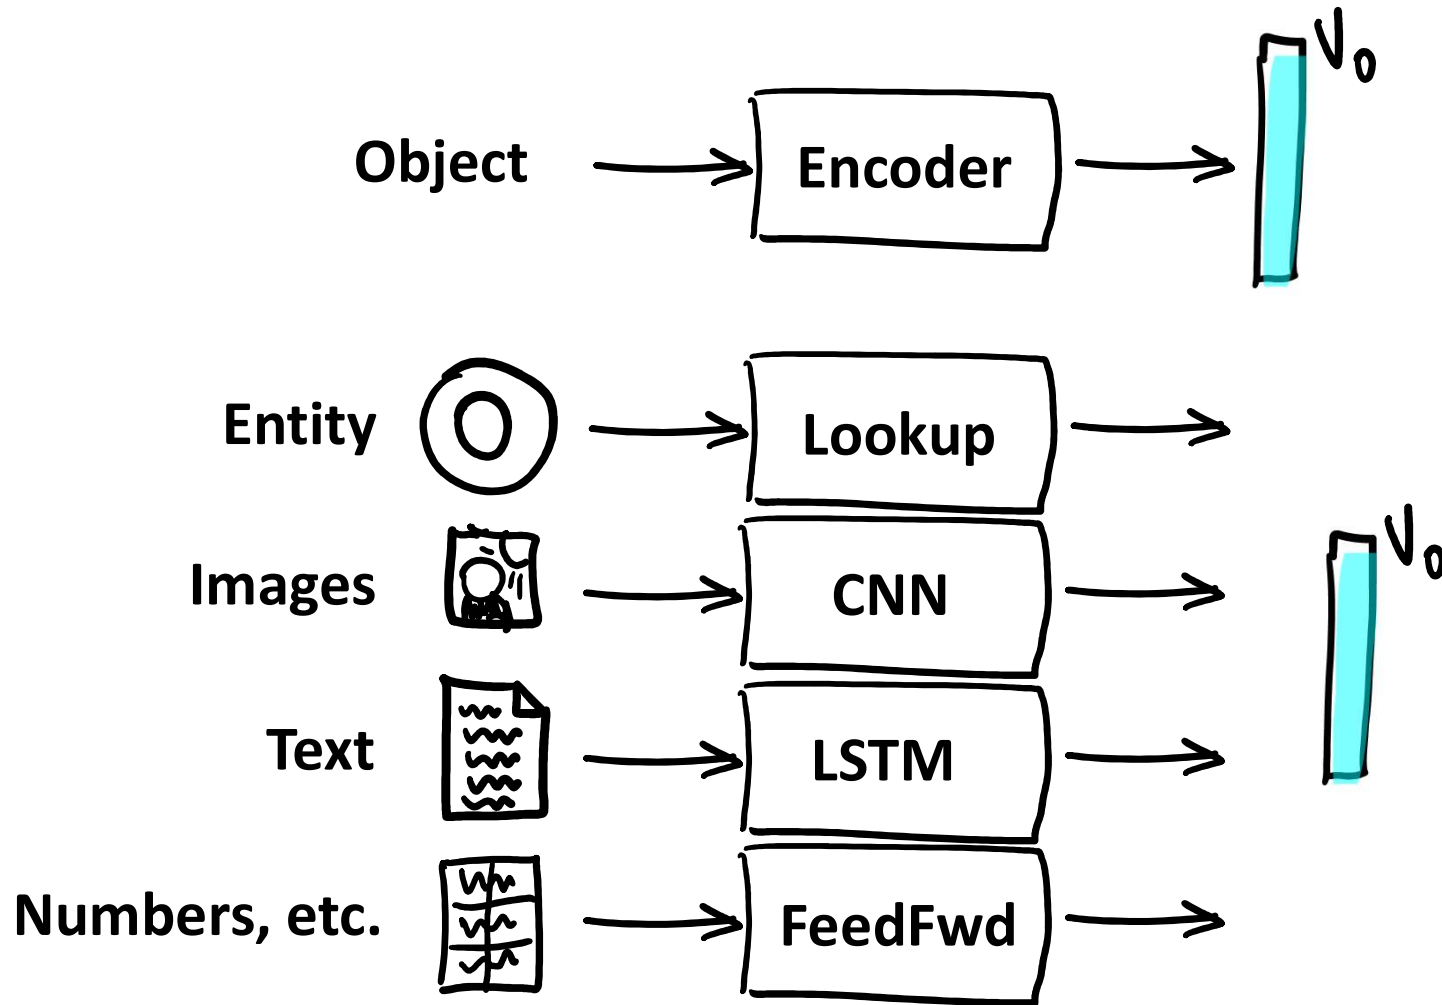 Object Encoder V₀
Entity Lookup
Images CNN V₀
Text LSTM
Numbers, etc. FeedFwd